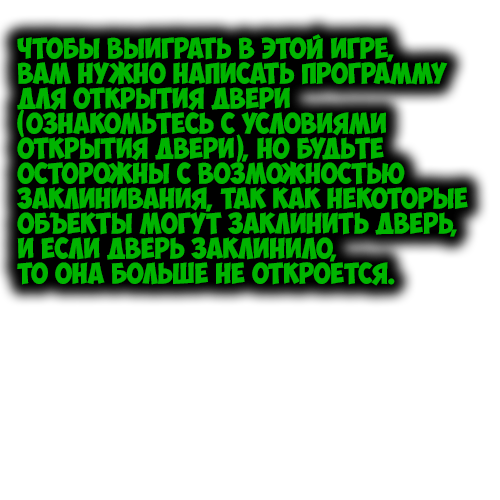 ЧТОБЫ ВЫИГРАТЬ В ЭТОЙ ИГРЕ,
ВАМ НУЖНО НАПИСАТЬ ПРОГРАММУ
ДЛЯ ОТКРЫТИЯ ДВЕРИ
(ОЗНАКОМЬТЕСЬ С УСЛОВИЯМИ
ОТКРЫТИЯ ДВЕРИ), НО БУДЬТЕ
ОСТОРОЖНЫ С ВОЗМОЖНОСТЬЮ
ЗАКЛИНИВАНИЯ, ТАК КАК НЕКОТОРЫЕ
ОБЪЕКТЫ МОГУТ ЗАКЛИНИТЬ ДВЕРЬ,
И ЕСЛИ ДВЕРЬ ЗАКЛИНИЛО,
ТО ОНА БОЛЬШЕ НЕ ОТКРОЕТСЯ.